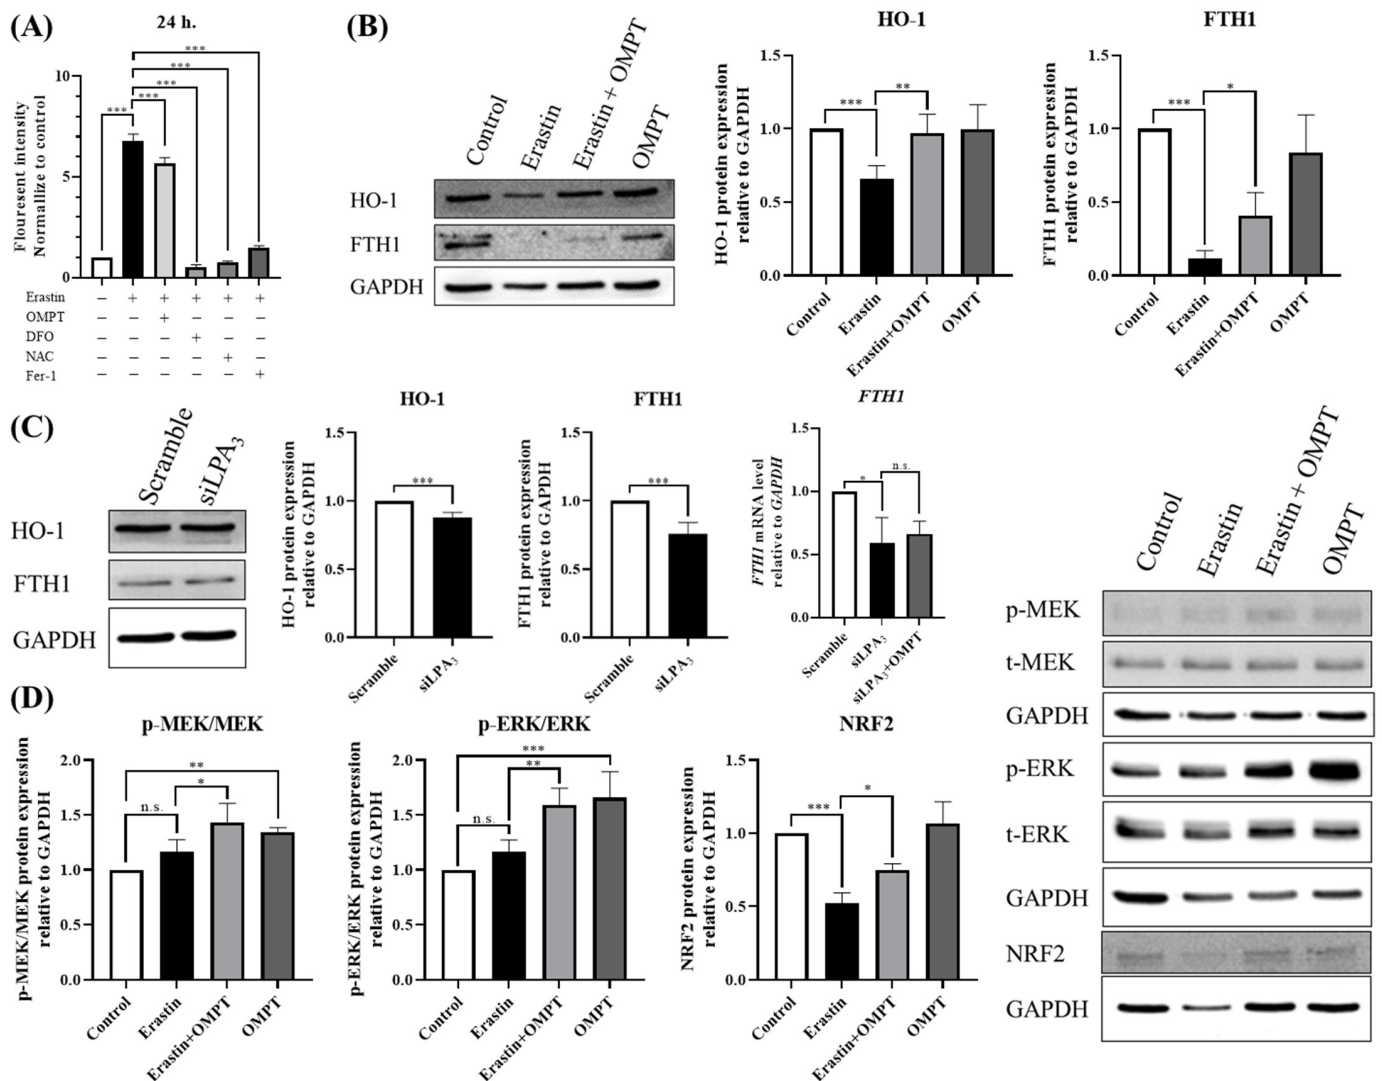 (A)
24 h.
Flouresent intensity
Normallize to control
10
5
0
***
***
***
***
***
Erastin − + + + + +
OMPT − − + − − −
DFO − − − + − −
NAC − − − − + −
Fer-1 − − − − − +
(B)
Control
Erastin
Erastin + OMPT
OMPT
HO-1
FTH1
GAPDH
HO-1
HO-1 protein expression
relative to GAPDH
1.5
1.0
0.5
0.0
***
**
Control
Erastin
Erastin+OMPT
OMPT
FTH1
FTH1 protein expression
relative to GAPDH
1.5
1.0
0.5
0.0
***
*
Control
Erastin
Erastin+OMPT
OMPT
(C)
Scramble
siLPA3
HO-1
FTH1
GAPDH
HO-1
HO-1 protein expression
relative to GAPDH
1.5
1.0
0.5
0.0
***
Scramble
siLPA3
FTH1
FTH1 protein expression
relative to GAPDH
1.5
1.0
0.5
0.0
***
Scramble
siLPA3
FTH1
FTH1 mRNA level
relative to GAPDH
1.5
1.0
0.5
0.0
*
n.s.
Scramble
siLPA3
siLPA3+OMPT
(D)
p-MEK/MEK
p-MEK/MEK protein expression
relative to GAPDH
2.0
1.5
1.0
0.5
0.0
**
*
n.s.
Control
Erastin
Erastin+OMPT
OMPT
p-ERK/ERK
p-ERK/ERK protein expression
relative to GAPDH
2.0
1.5
1.0
0.5
0.0
***
**
n.s.
Control
Erastin
Erastin+OMPT
OMPT
NRF2
NRF2 protein expression
relative to GAPDH
1.5
1.0
0.5
0.0
***
*
Control
Erastin
Erastin+OMPT
OMPT
Control
Erastin
Erastin + OMPT
OMPT
p-MEK
t-MEK
GAPDH
p-ERK
t-ERK
GAPDH
NRF2
GAPDH